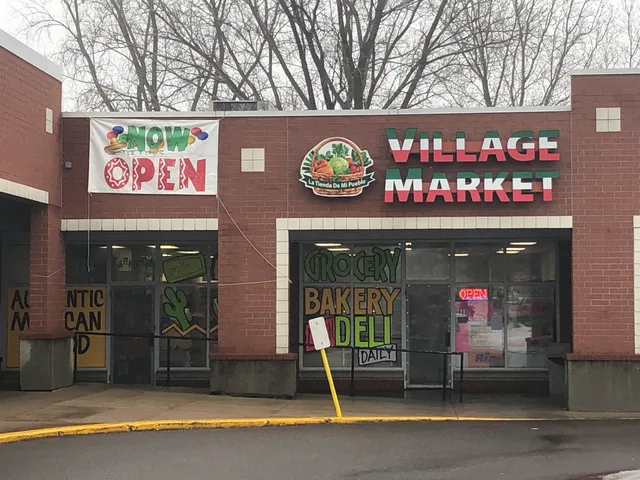 NOW
OPEN
VILLAGE
MARKET
La Tienda De Mi Pueblo
GROCERY
BAKERY
DELI
DAILY
OPEN